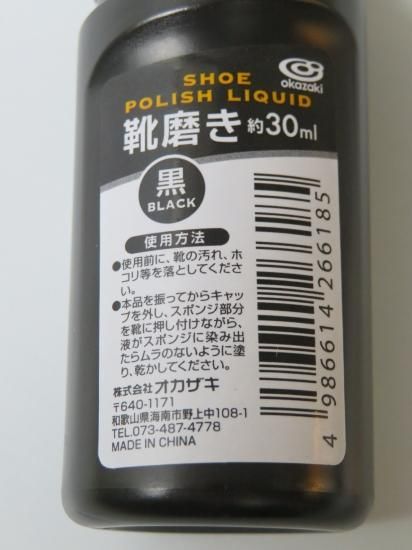 okazaki
SHOE
POLISH LIQUID
靴磨き 約30ml
黒
BLACK
使用方法
●使用前に、靴の汚れ、ホ
コリ等を落としてくださ
い。
●本品を振ってからキャッ
プを外し、スポンジ部分
を靴に押し付けながら、
液がスポンジに染み出
たらムラのないように塗
り、乾かしてください。
株式会社オカザキ
〒640-1171
和歌山県海南市野上中108-1
TEL.073-487-4778
MADE IN CHINA
4 986614 266185